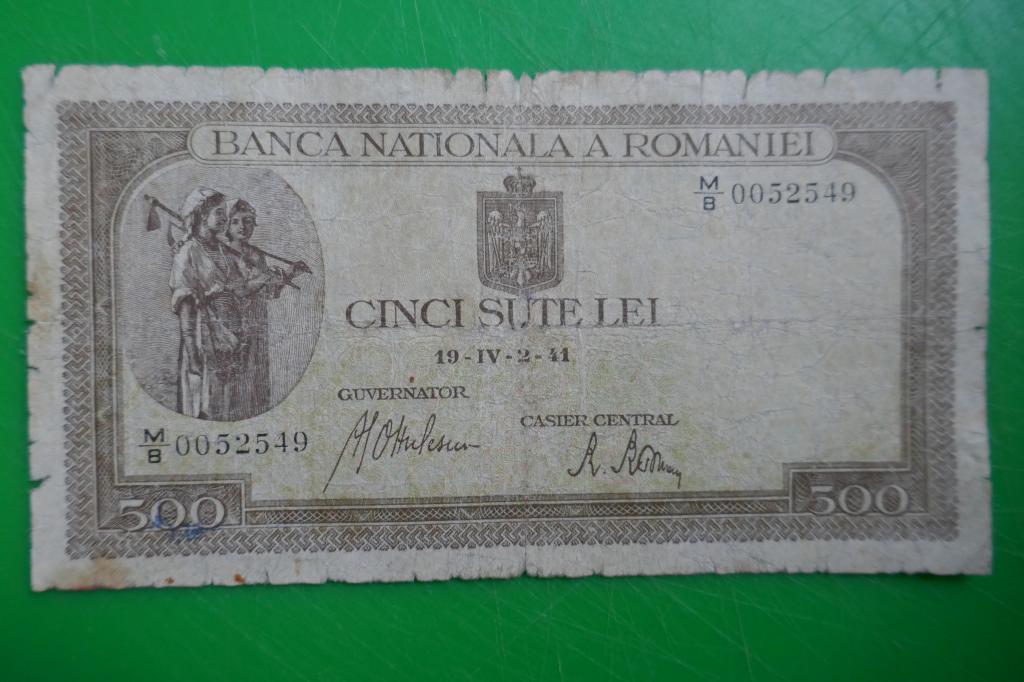 BANCA NATIONALA A ROMANIEI
M/B 0052549
CINCI SUTE LEI
19-IV-2-41
GUVERNATOR
CASIER CENTRAL
M/B 0052549
500
500